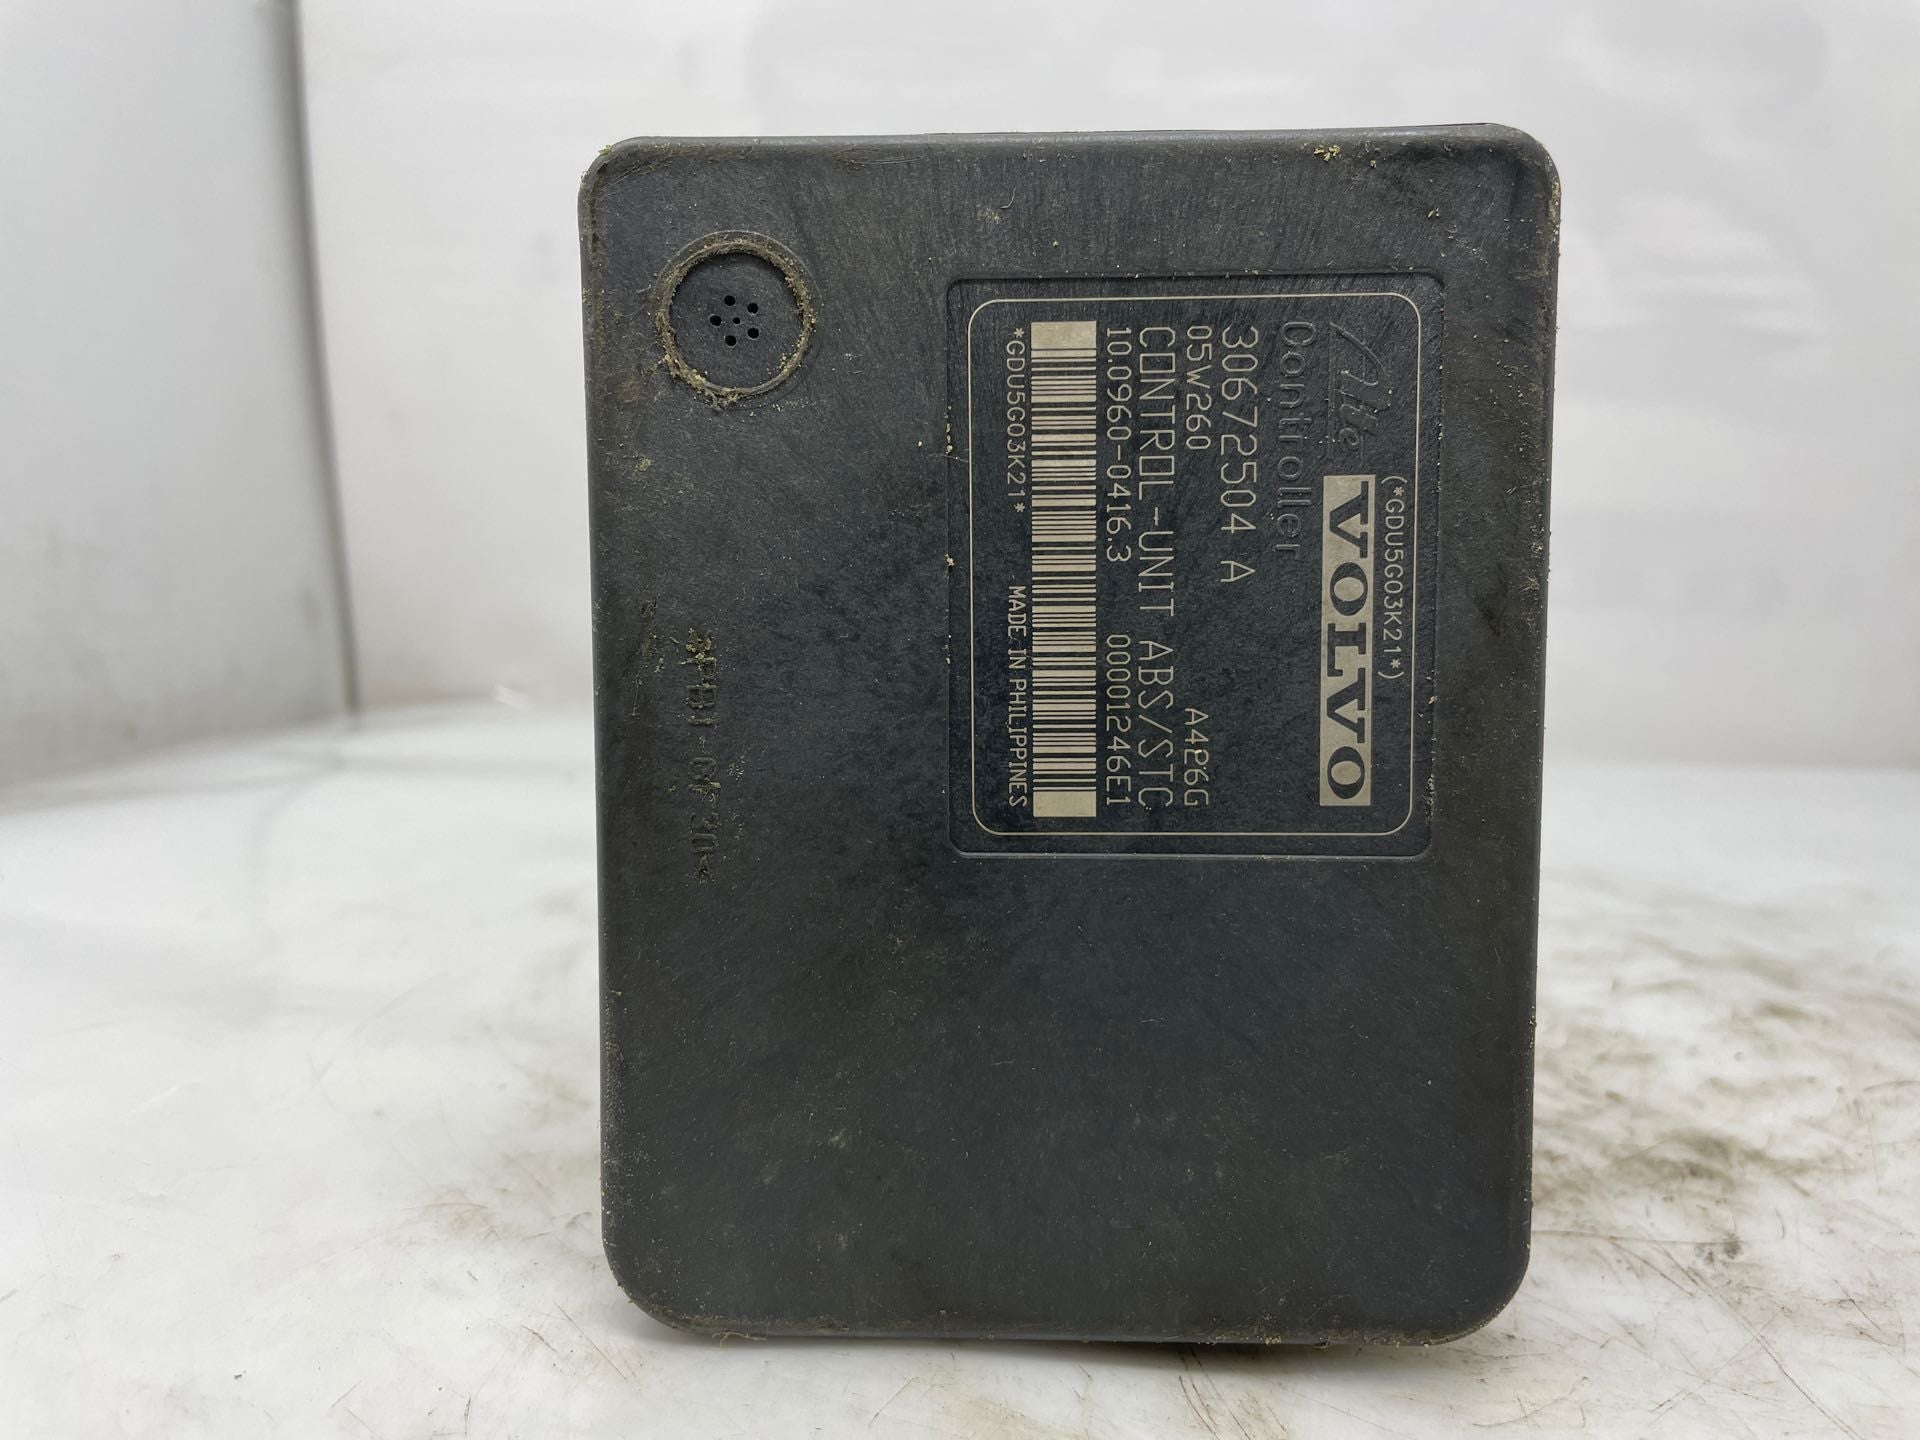 (*GDU5G03K21*)
Ate VOLVO
Controller
30672504 A
05W260 A4P6G
CONTROL-UNIT ABS/STC
10.0960-0416.3 00001246E1
*GDU5G03K21* MADE IN PHILIPPINES